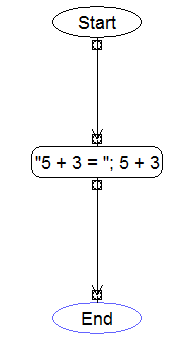 Start
"5 + 3 = "; 5 + 3
End